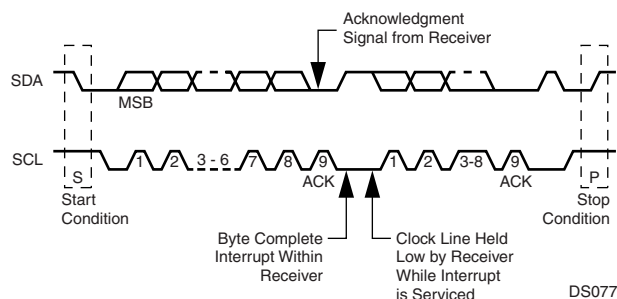 Acknowledgment
Signal from Receiver
SDA
MSB
SCL
S
1
2
3 - 6
7
8
9
1
2
3-8
9
P
ACK
ACK
Start
Condition
Stop
Condition
Byte Complete
Interrupt Within
Receiver
Clock Line Held
Low by Receiver
While Interrupt
is Serviced
DS077